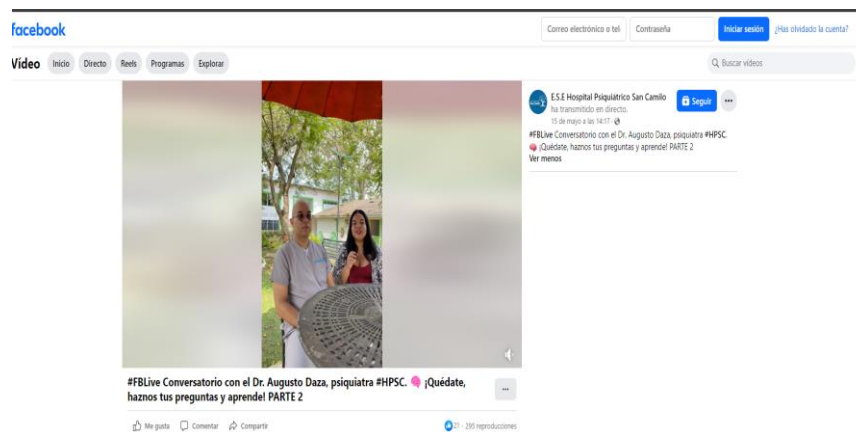 facebook
Correo electrónico o tel
Contraseña
Iniciar sesión
¿Has olvidado la cuenta?
Vídeo
Inicio
Directo
Reels
Programas
Explorar
Buscar vídeos
E.S.E Hospital Psiquiátrico San Camilo
ha transmitido en directo.
15 de mayo a las 14:17 ·
Seguir
#FBLive Conversatorio con el Dr. Augusto Daza, psiquiatra #HPSC.
🧠 ¡Quédate, haznos tus preguntas y aprende! PARTE 2
Ver menos
#FBLive Conversatorio con el Dr. Augusto Daza, psiquiatra #HPSC. 🧠 ¡Quédate,
haznos tus preguntas y aprende! PARTE 2
Me gusta
Comentar
Compartir
21 · 295 reproducciones